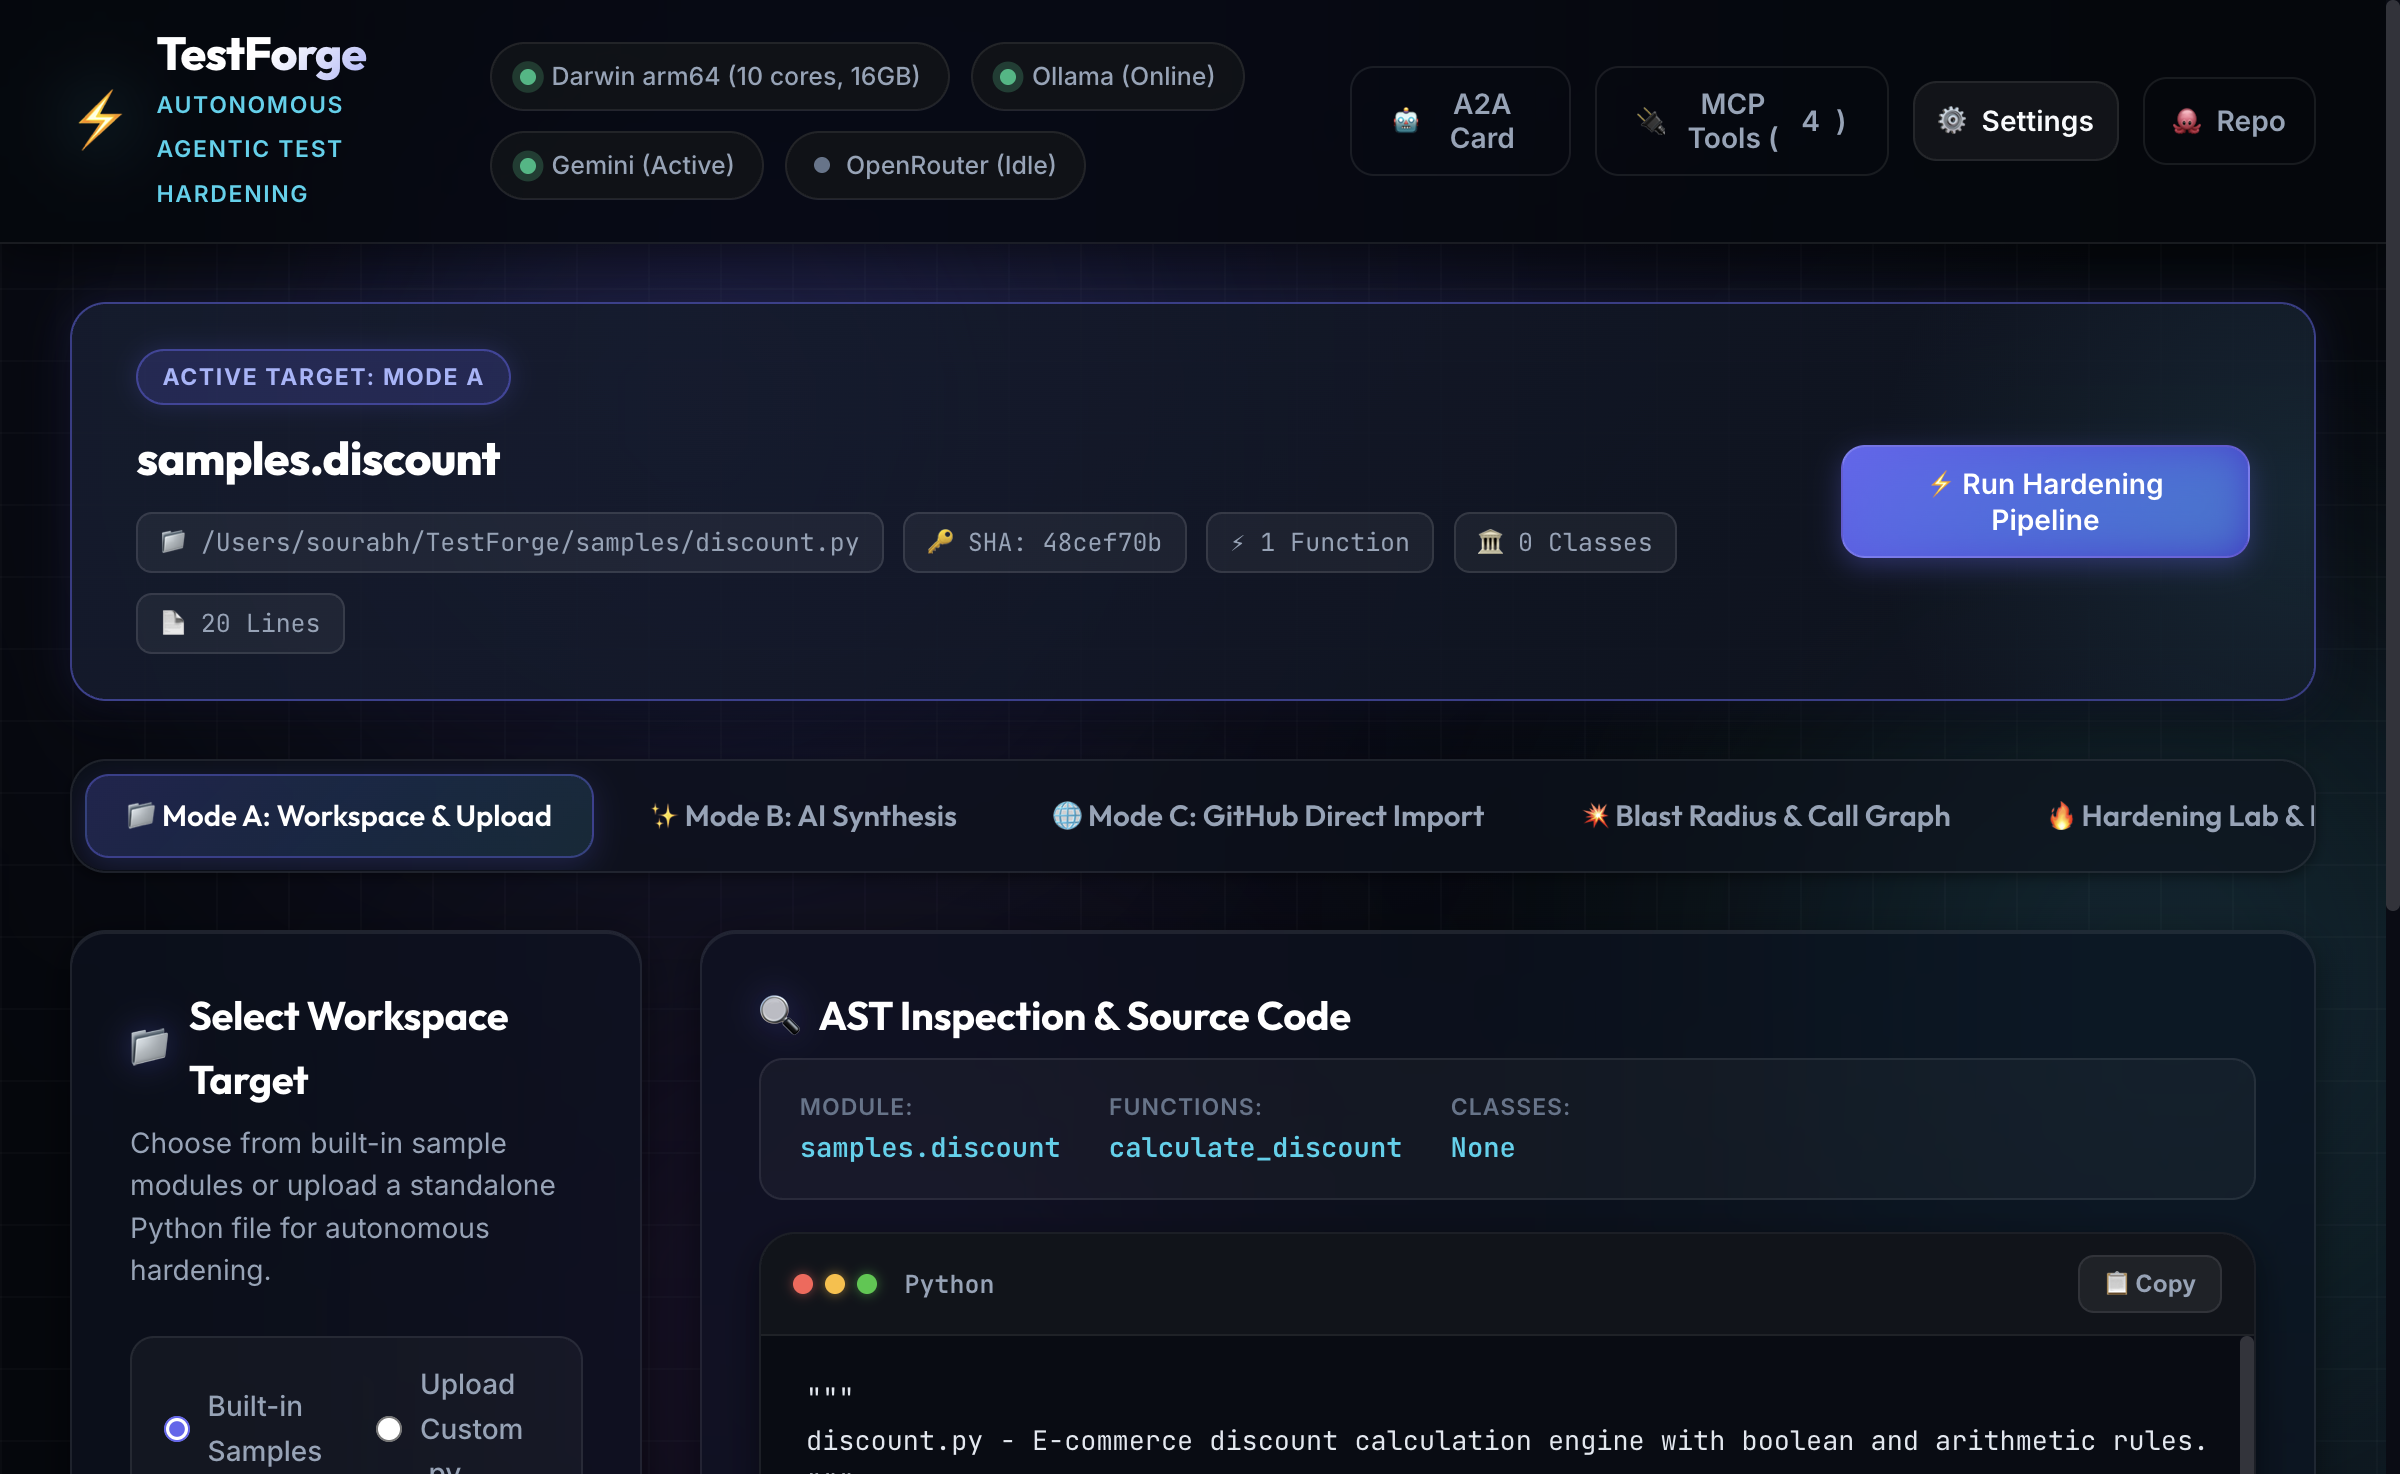 TestForge
AUTONOMOUS
AGENTIC TEST
HARDENING
Darwin arm64 (10 cores, 16GB)
Ollama (Online)
Gemini (Active)
OpenRouter (Idle)
A2A
Card
MCP
Tools ( 4 )
Settings
Repo
ACTIVE TARGET: MODE A
samples.discount
/Users/sourabh/TestForge/samples/discount.py
SHA: 48cef70b
1 Function
0 Classes
20 Lines
Run Hardening
Pipeline
Mode A: Workspace & Upload
Mode B: AI Synthesis
Mode C: GitHub Direct Import
Blast Radius & Call Graph
Hardening Lab &
Select Workspace
Target
Choose from built-in sample
modules or upload a standalone
Python file for autonomous
hardening.
Built-in
Samples
Upload
Custom
.py
AST Inspection & Source Code
MODULE:
samples.discount
FUNCTIONS:
calculate_discount
CLASSES:
None
Python
Copy
"""
discount.py - E-commerce discount calculation engine with boolean and arithmetic rules.
"""